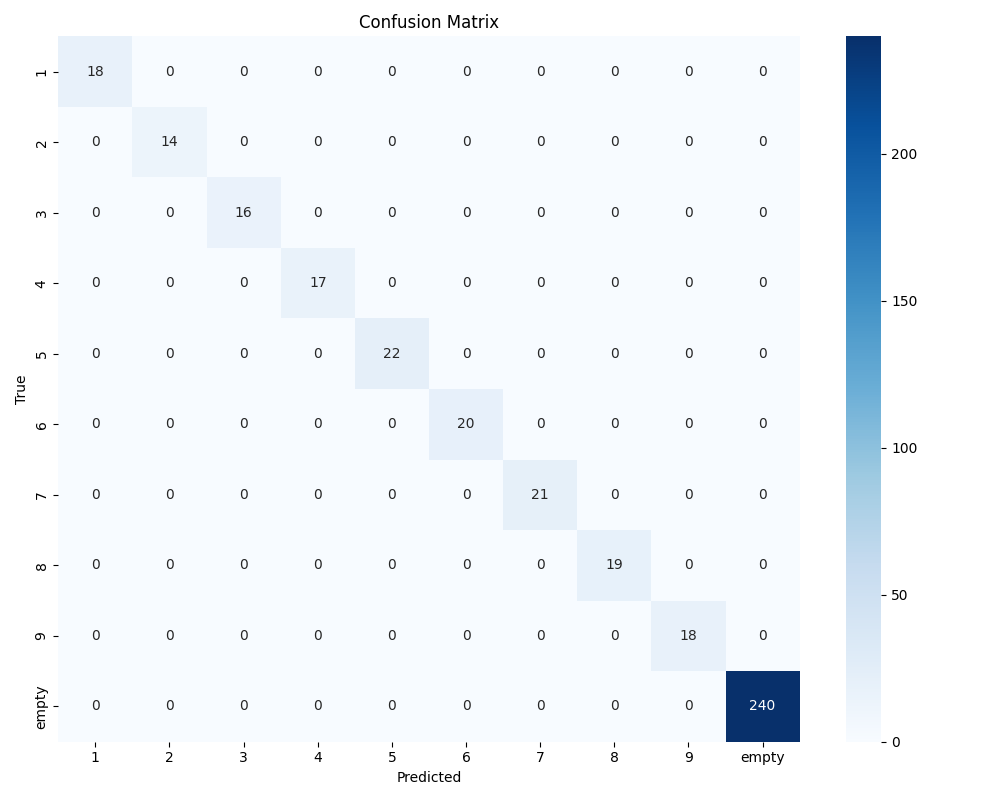 Confusion Matrix
1 18 0 0 0 0 0 0 0 0 0
2 0 14 0 0 0 0 0 0 0 0
3 0 0 16 0 0 0 0 0 0 0
4 0 0 0 17 0 0 0 0 0 0
5 0 0 0 0 22 0 0 0 0 0
6 0 0 0 0 0 20 0 0 0 0
7 0 0 0 0 0 0 21 0 0 0
8 0 0 0 0 0 0 0 19 0 0
9 0 0 0 0 0 0 0 0 18 0
empty 0 0 0 0 0 0 0 0 0 240
1 2 3 4 5 6 7 8 9 empty
Predicted
True
200
150
100
50
0